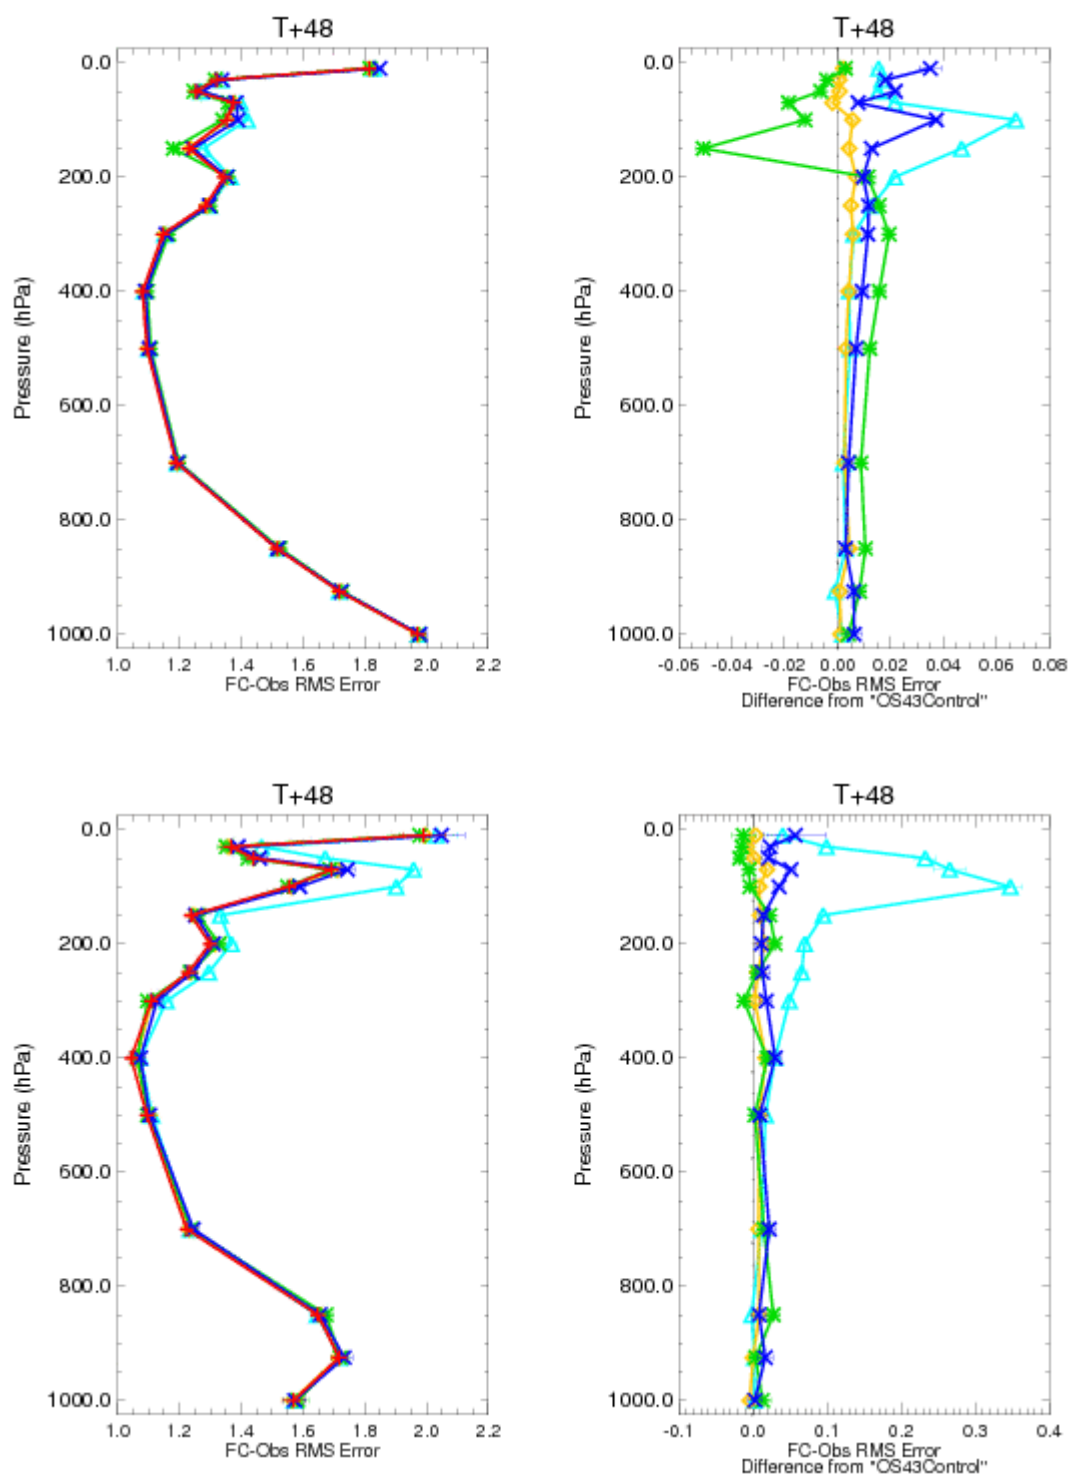 T+48
0.0
200.0
400.0
600.0
800.0
1000.0
Pressure (hPa)
1.0 1.2 1.4 1.6 1.8 2.0 2.2
FC-Obs RMS Error
T+48
0.0
200.0
400.0
600.0
800.0
1000.0
Pressure (hPa)
-0.06 -0.04 -0.02 0.00 0.02 0.04 0.06 0.08
FC-Obs RMS Error
Difference from "OS43Control"
T+48
0.0
200.0
400.0
600.0
800.0
1000.0
Pressure (hPa)
1.0 1.2 1.4 1.6 1.8 2.0 2.2
FC-Obs RMS Error
T+48
0.0
200.0
400.0
600.0
800.0
1000.0
Pressure (hPa)
-0.1 0.0 0.1 0.2 0.3 0.4
FC-Obs RMS Error
Difference from "OS43Control"